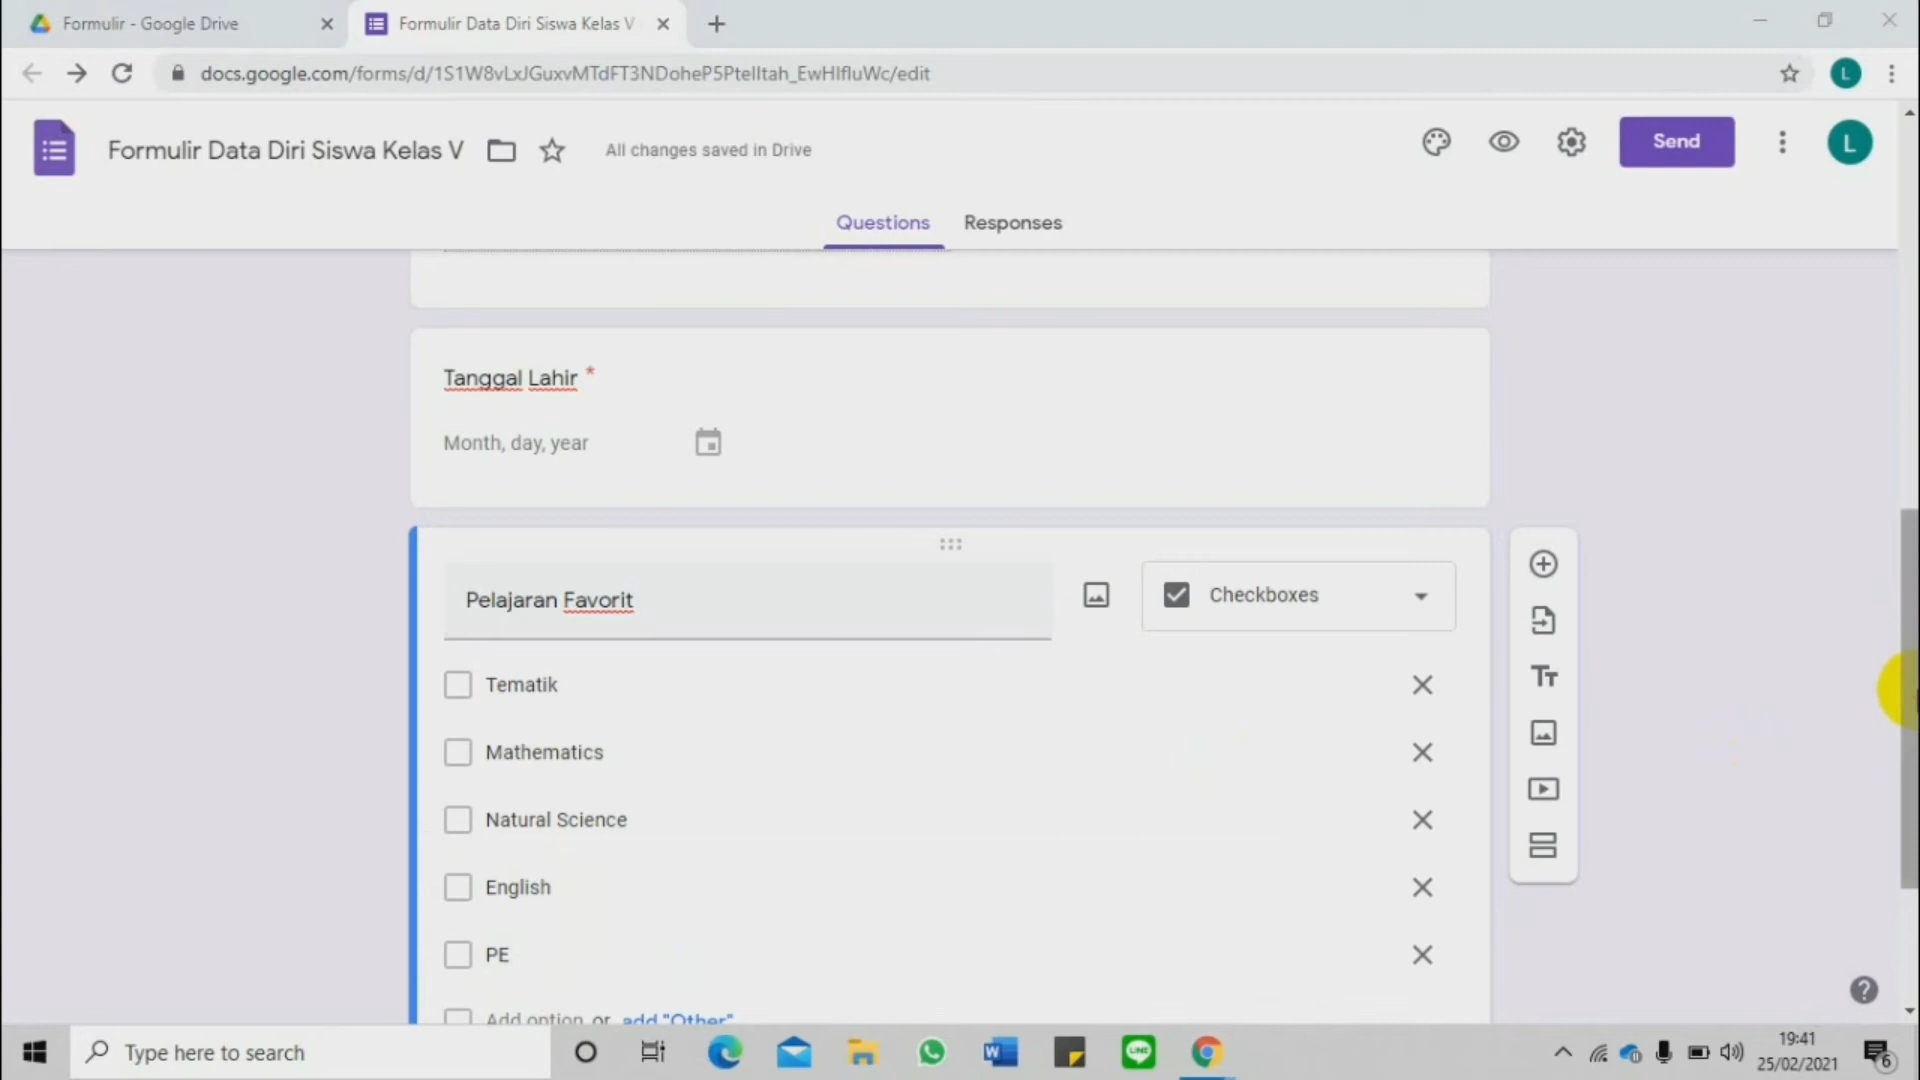 Formulir - Google Drive
Formulir Data Diri Siswa Kelas V
docs.google.com/forms/d/1S1W8vLxJGuxvMTdFT3NDoheP5PtelItah_EwHIfluWc/edit
L
Formulir Data Diri Siswa Kelas V
All changes saved in Drive
Send
L
Questions
Responses
Tanggal Lahir *
Month, day, year
Pelajaran Favorit
Checkboxes
Tematik
Mathematics
Natural Science
English
PE
Add option or add "Other"
Type here to search
19:41
25/02/2021
6